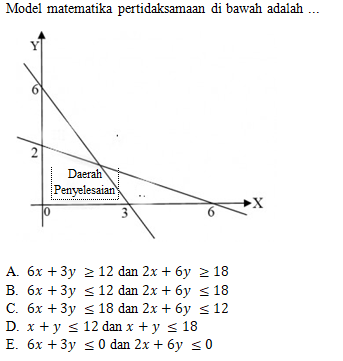 Model matematika pertidaksamaan di bawah adalah ...
Y
6
2
Daerah
Penyelesaian
0
3
6
X
A. 6x + 3y ≥ 12 dan 2x + 6y ≥ 18
B. 6x + 3y ≤ 12 dan 2x + 6y ≤ 18
C. 6x + 3y ≤ 18 dan 2x + 6y ≤ 12
D. x + y ≤ 12 dan x + y ≤ 18
E. 6x + 3y ≤ 0 dan 2x + 6y ≤ 0